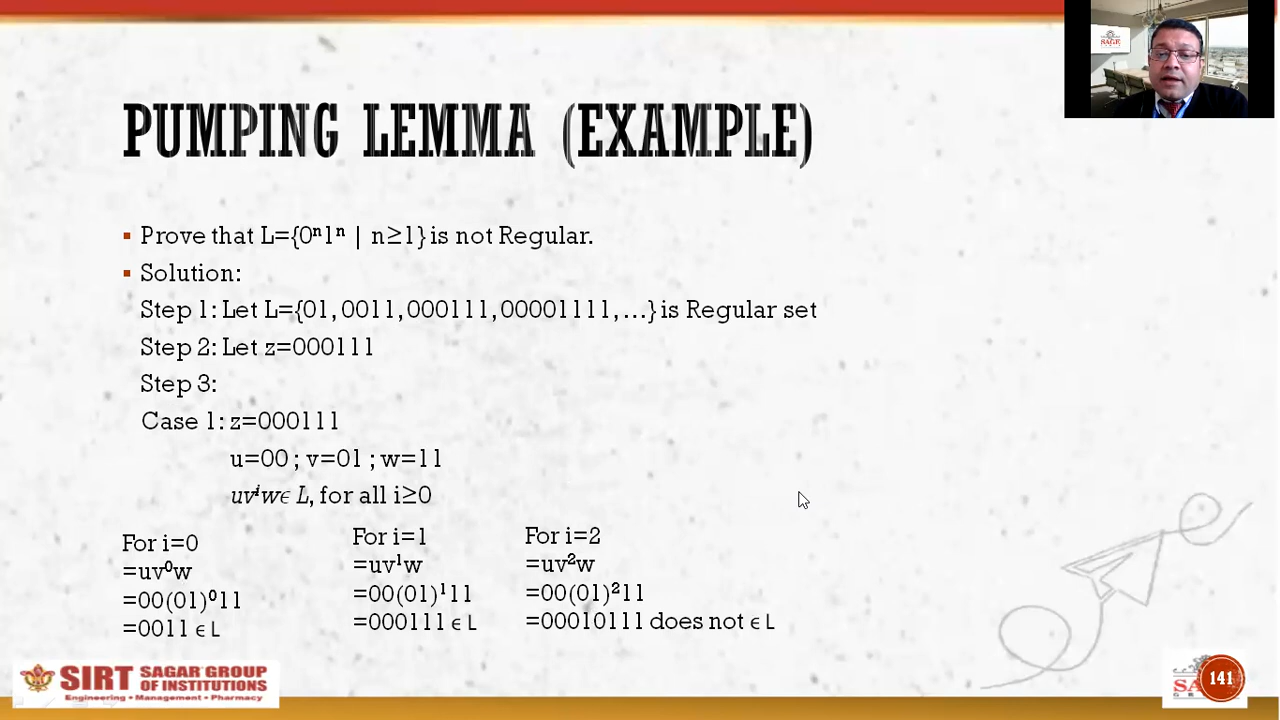 SAGE
PUMPING LEMMA (EXAMPLE)
▪ Prove that L={0ⁿ1ⁿ | n≥1} is not Regular.
▪ Solution:
Step 1: Let L={01, 0011, 000111, 00001111, ...} is Regular set
Step 2: Let z=000111
Step 3:
Case 1: z=000111
u=00 ; v=01 ; w=11
uvⁱwϵ L, for all i≥0
For i=0
=uv⁰w
=00(01)⁰11
=0011 ϵ L
For i=1
=uv¹w
=00(01)¹11
=000111 ϵ L
For i=2
=uv²w
=00(01)²11
=00010111 does not ϵ L
SIRT SAGAR GROUP
OF INSTITUTIONS
Engineering • Management • Pharmacy
141